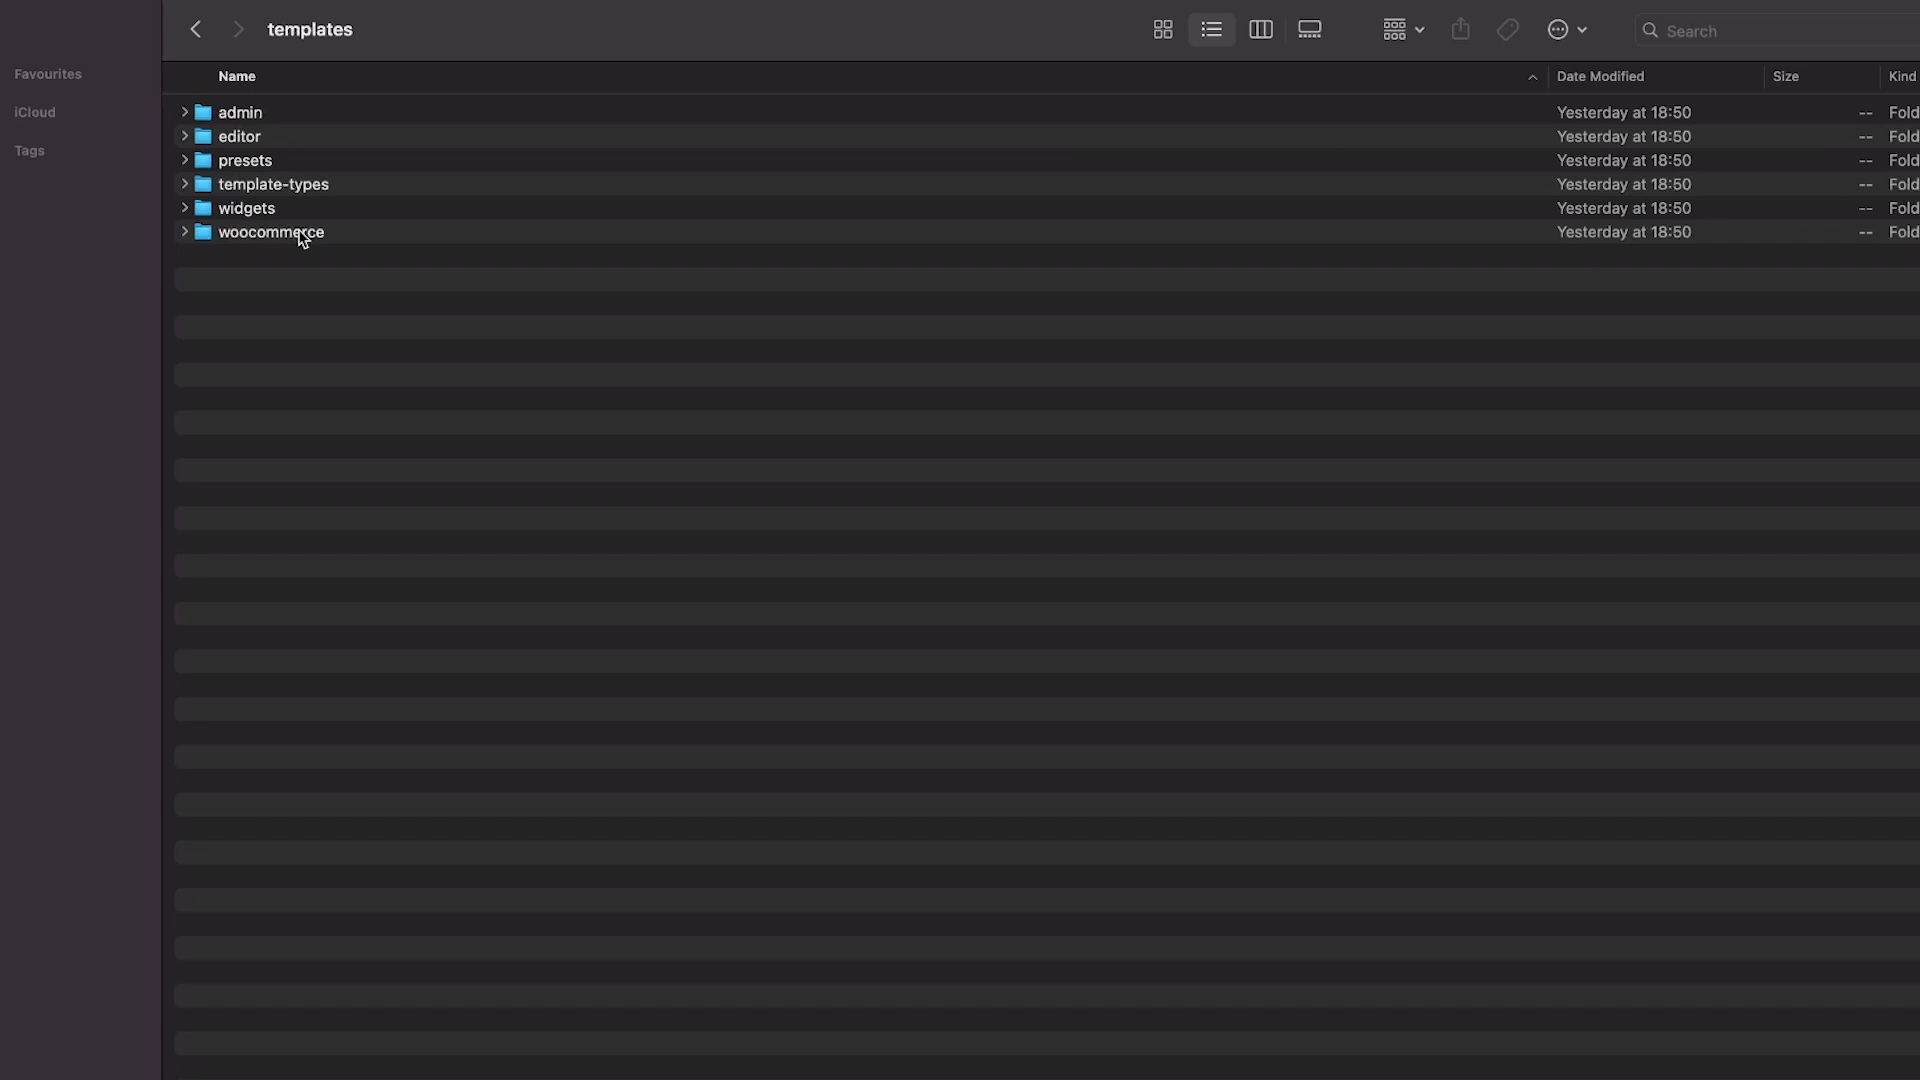 templates
Search
Favourites
iCloud
Tags
Name
Date Modified
Size
Kind
admin
Yesterday at 18:50
--
Fold
editor
Yesterday at 18:50
--
Fold
presets
Yesterday at 18:50
--
Fold
template-types
Yesterday at 18:50
--
Fold
widgets
Yesterday at 18:50
--
Fold
woocommerce
Yesterday at 18:50
--
Fold